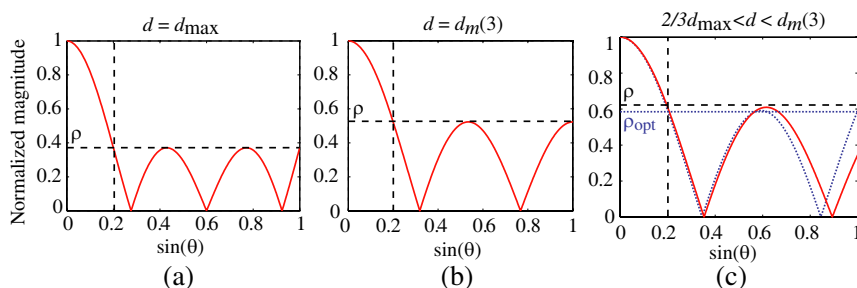 d = dmax
d = dm(3)
2/3dmax<d < dm(3)
Normalized magnitude
1
0.8
0.6
0.4
0.2
0
ρ
0 0.2 0.4 0.6 0.8 1
sin(θ)
(a)
1
0.8
0.6
0.4
0.2
0
ρ
0 0.2 0.4 0.6 0.8 1
sin(θ)
(b)
1
0.8
0.6
0.4
0.2
0
ρ
ρopt
0 0.2 0.4 0.6 0.8 1
sin(θ)
(c)